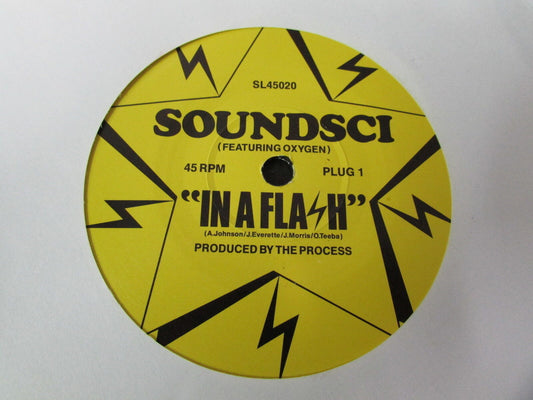 SL45020
SOUNDSCI
(FEATURING OXYGEN)
45 RPM PLUG 1
"IN A FLASH"
(A.Johnson/J.Everette/J.Morris/O.Teeba)
PRODUCED BY THE PROCESS